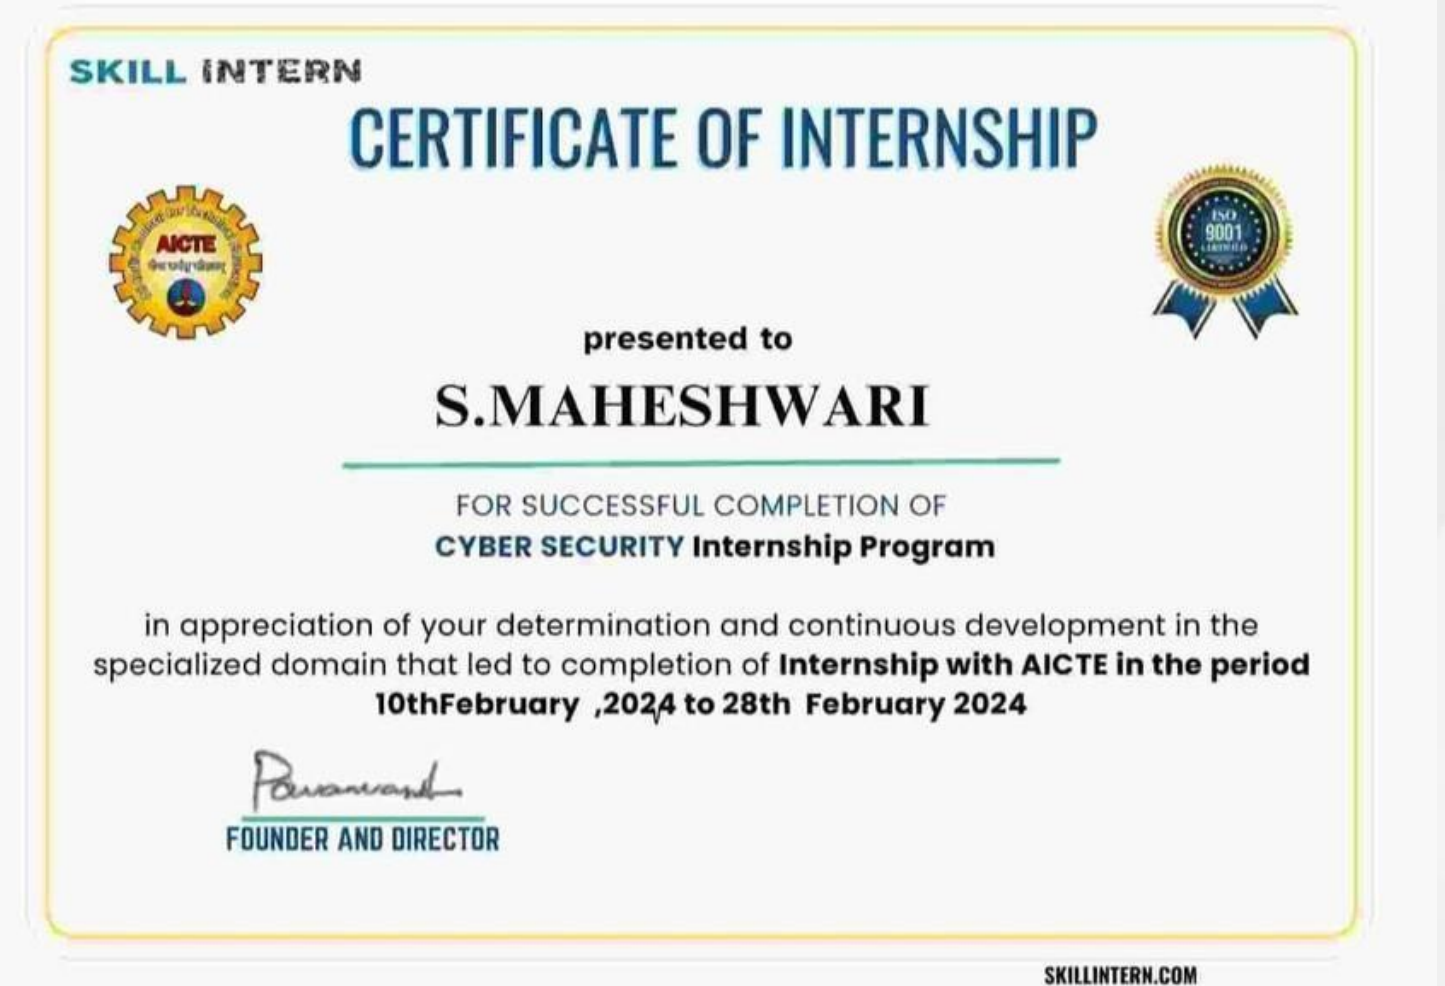 SKILL INTERN
CERTIFICATE OF INTERNSHIP
AICTE
ISO
9001
CERTIFIED
presented to
S.MAHESHWARI
FOR SUCCESSFUL COMPLETION OF
CYBER SECURITY Internship Program
in appreciation of your determination and continuous development in the
specialized domain that led to completion of Internship with AICTE in the period
10thFebruary ,2024 to 28th February 2024
FOUNDER AND DIRECTOR
SKILLINTERN.COM